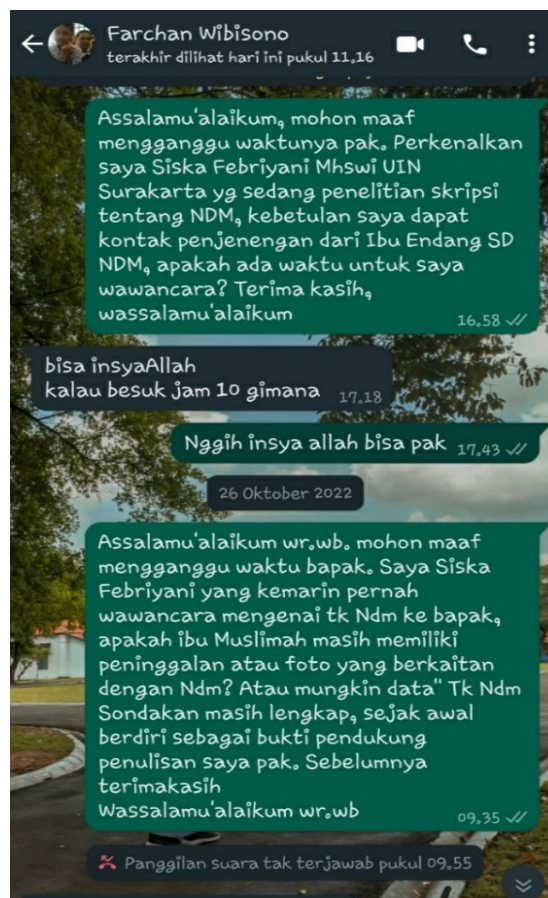 Farchan Wibisono
terakhir dilihat hari ini pukul 11.16
Assalamu'alaikum, mohon maaf
mengganggu waktunya pak. Perkenalkan
saya Siska Febriyani Mhswi UIN
Surakarta yg sedang penelitian skripsi
tentang NDM, kebetulan saya dapat
kontak penjenengan dari Ibu Endang SD
NDM, apakah ada waktu untuk saya
wawancara? Terima kasih,
wassalamu'alaikum
16.58
bisa insyaAllah
kalau besuk jam 10 gimana 17.18
Nggih insya allah bisa pak 17.43
26 Oktober 2022
Assalamu'alaikum wr.wb. mohon maaf
mengganggu waktu bapak. Saya Siska
Febriyani yang kemarin pernah
wawancara mengenai tk Ndm ke bapak,
apakah ibu Muslimah masih memiliki
peninggalan atau foto yang berkaitan
dengan Ndm? Atau mungkin data" Tk Ndm
Sondakan masih lengkap, sejak awal
berdiri sebagai bukti pendukung
penulisan saya pak. Sebelumnya
terimakasih
Wassalamu'alaikum wr.wb
09.35
Panggilan suara tak terjawab pukul 09.55